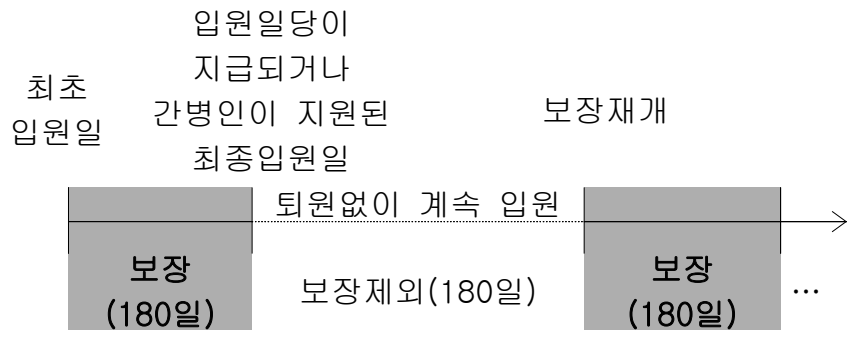 최초
입원일
입원일당이
지급되거나
간병인이 지원된
최종입원일
보장재개
퇴원없이 계속 입원
보장
(180일)
보장제외(180일)
보장
(180일)
…